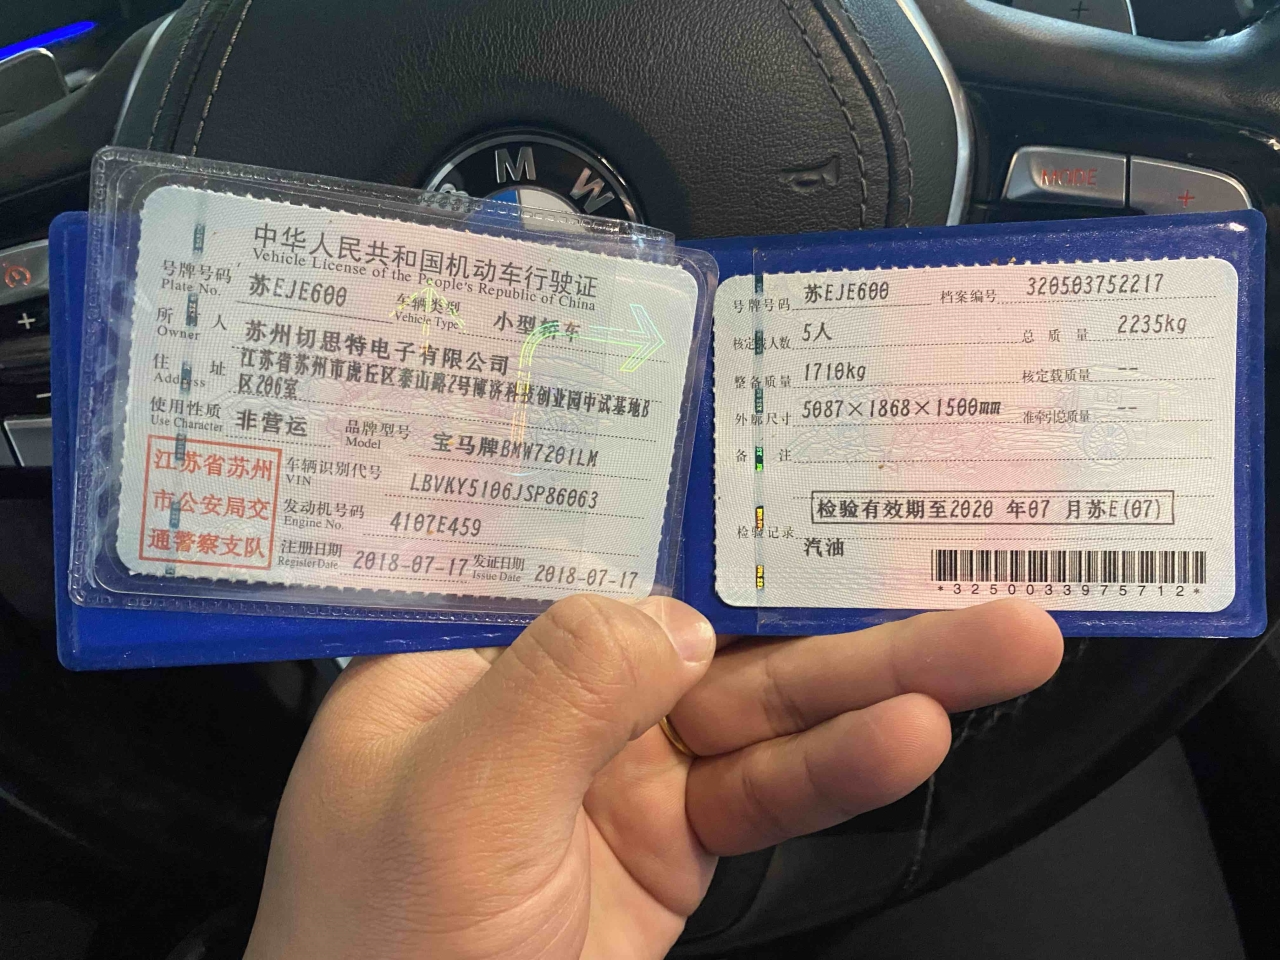 中华人民共和国机动车行驶证
Vehicle License of the People's Republic of China
号牌号码 苏EJE600 车辆类型 小型轿车
Plate No. Vehicle Type
所有人 苏州切思特电子有限公司
Owner
住址 江苏省苏州市虎丘区泰山路2号博济科技创业园中试基地B
Address 区206室
使用性质 非营运 品牌型号 宝马牌BMW7201LM
Use Character Model
江苏省苏州
市公安局交
通警察支队
车辆识别代号 LBVKY5106JSP86063
VIN
发动机号码 4107E459
Engine No.
注册日期 2018-07-17 发证日期 2018-07-17
Register Date Issue Date
号牌号码 苏EJE600 档案编号 320503752217
核定载人数 5人 总质量 2235kg
整备质量 1710kg 核定载质量 --
外廓尺寸 5087×1868×1500mm 准牵引总质量 --
备注
检验有效期至2020 年07 月苏E(07)
检验记录
汽油
*3250033975712*
BMW
MODE
+
+
−